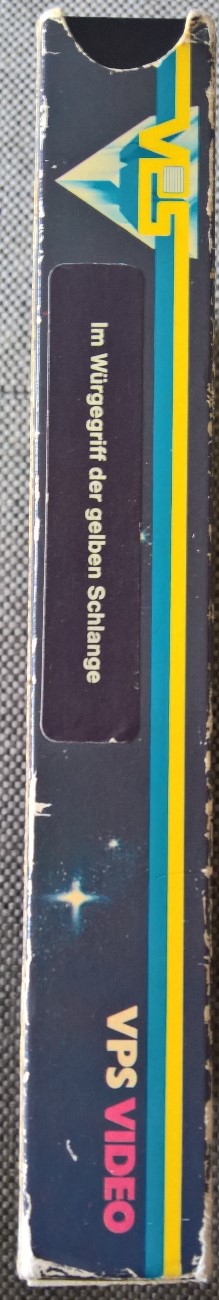 VPS
Im Würgegriff der gelben Schlange
VPS VIDEO